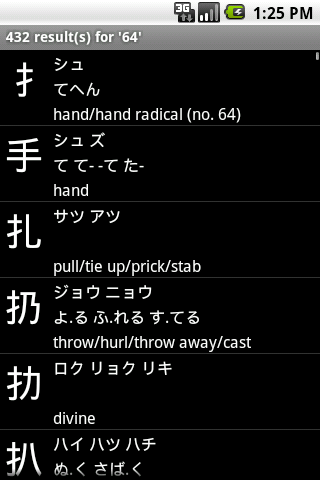 3G 1:25 PM
432 result(s) for '64'
扌 シュ
てへん
hand/hand radical (no. 64)
手 シュ ズ
て て- -て た-
hand
扎 サツ アツ
pull/tie up/prick/stab
扔 ジョウ ニョウ
よ.る ふ.れる す.てる
throw/hurl/throw away/cast
扐 ロク リョク リキ
divine
扒 ハイ ハツ ハチ
ぬ.く さば.く